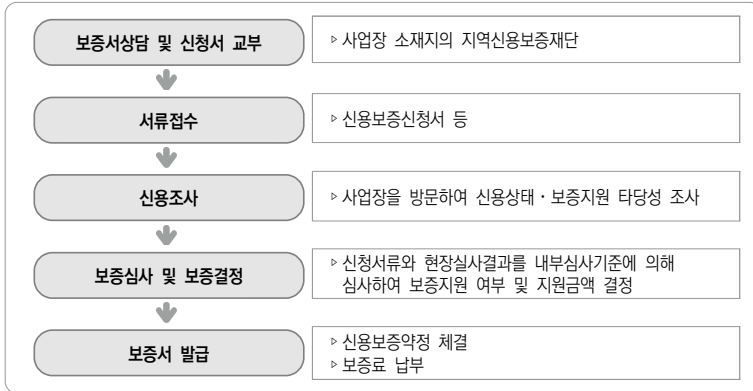 보증서상담 및 신청서 교부
▷사업장 소재지의 지역신용보증재단
서류접수
▷신용보증신청서 등
신용조사
▷사업장을 방문하여 신용상태・보증지원 타당성 조사
보증심사 및 보증결정
▷신청서류와 현장실사결과를 내부심사기준에 의해
심사하여 보증지원 여부 및 지원금액 결정
보증서 발급
▷신용보증약정 체결
▷보증료 납부